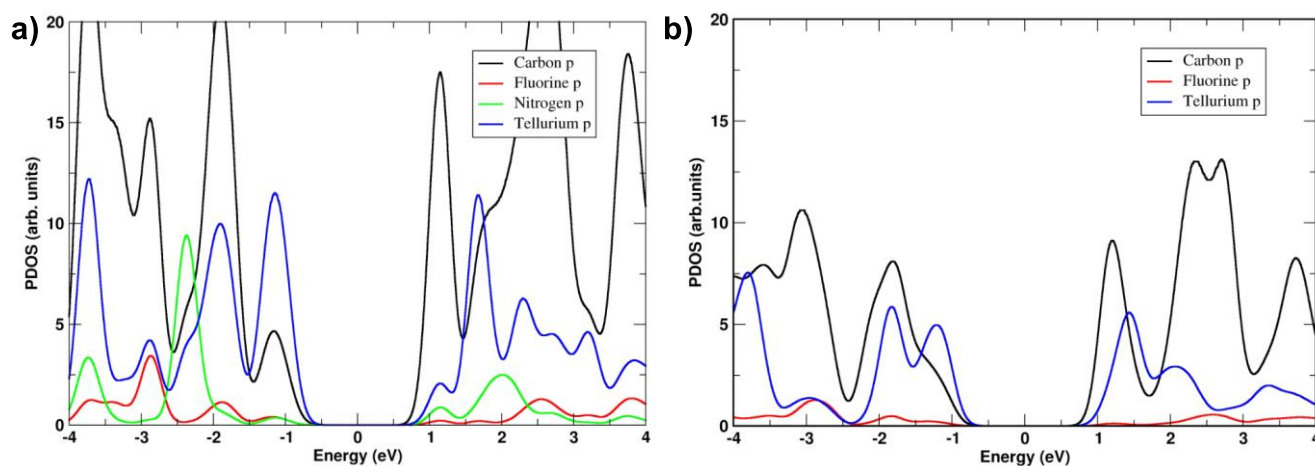 a)
20
15
10
5
0
PDOS (arb. units)
-4 -3 -2 -1 0 1 2 3 4
Energy (eV)
Carbon p
Fluorine p
Nitrogen p
Tellurium p
b)
20
15
10
5
0
PDOS (arb.units)
-4 -3 -2 -1 0 1 2 3 4
Energy (eV)
Carbon p
Fluorine p
Tellurium p